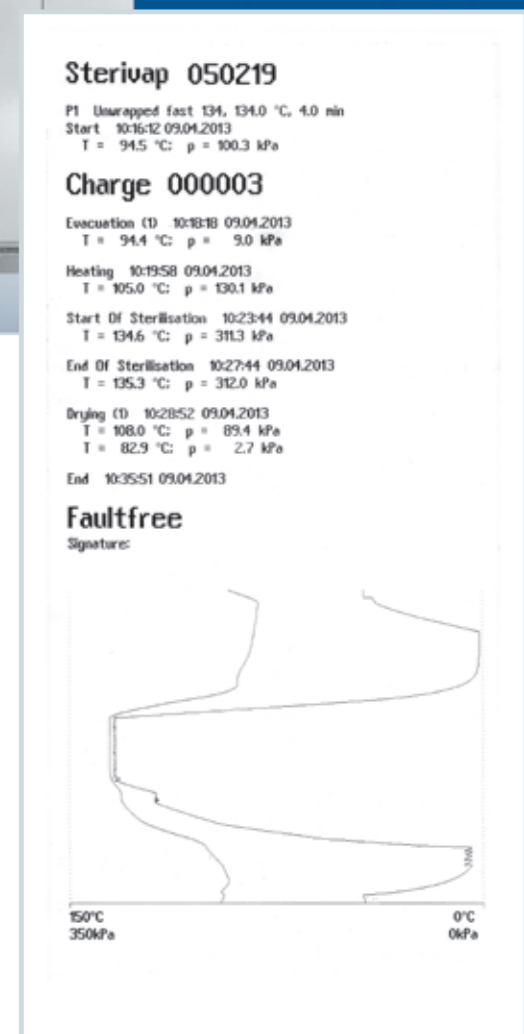 Sterivap 050219
P1 Unwrapped fast 134, 134.0 °C, 4.0 min
Start 10:16:12 09.04.2013
T = 94.5 °C; p = 100.3 kPa
Charge 000003
Evacuation (1) 10:18:18 09.04.2013
T = 94.4 °C; p = 9.0 kPa
Heating 10:19:58 09.04.2013
T = 105.0 °C; p = 130.1 kPa
Start Of Sterilisation 10:23:44 09.04.2013
T = 134.6 °C; p = 311.3 kPa
End Of Sterilisation 10:27:44 09.04.2013
T = 135.3 °C; p = 312.0 kPa
Drying (1) 10:28:52 09.04.2013
T = 108.0 °C; p = 89.4 kPa
T = 82.9 °C; p = 2.7 kPa
End 10:35:51 09.04.2013
Faultfree
Signature:
150°C 0°C
350kPa 0kPa